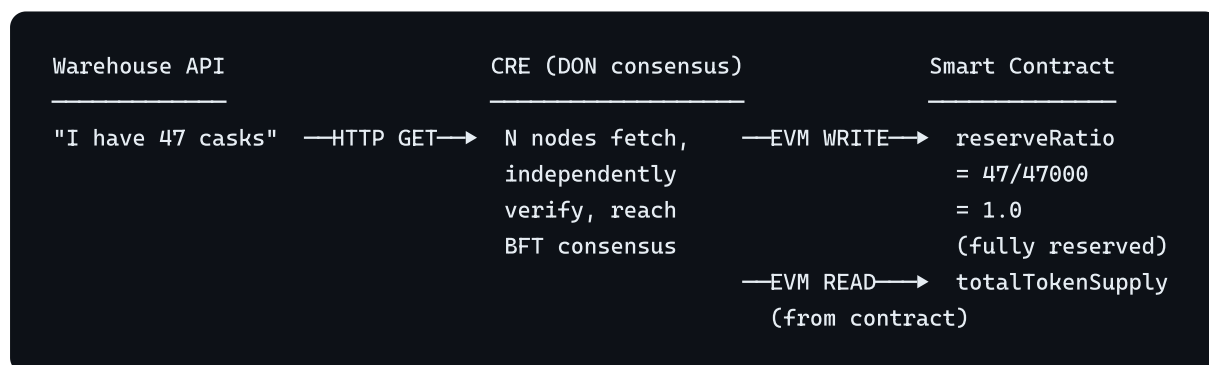 Warehouse API CRE (DON consensus) Smart Contract
"I have 47 casks" ──HTTP GET──▶ N nodes fetch, ──EVM WRITE──▶ reserveRatio
independently = 47/47000
verify, reach = 1.0
BFT consensus (fully reserved)
──EVM READ──▶ totalTokenSupply
(from contract)